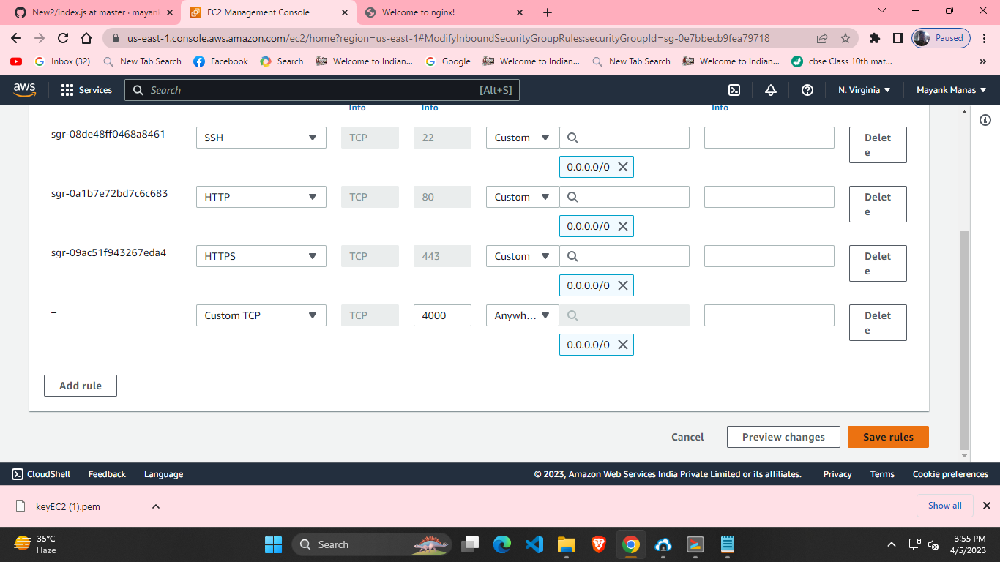 New2/index.js at master · mayank
EC2 Management Console
Welcome to nginx!
us-east-1.console.aws.amazon.com/ec2/home?region=us-east-1#ModifyInboundSecurityGroupRules:securityGroupId=sg-0e7bbecb9fea79718
Paused
Inbox (32)
New Tab Search
Facebook
Search
Welcome to Indian...
Google
Welcome to Indian...
New Tab Search
Welcome to Indian...
cbse Class 10th mat...
»
aws
Services
Search
[Alt+S]
N. Virginia
Mayank Manas
Info
Info
Info
sgr-08de48ff0468a8461
SSH
TCP
22
Custom
0.0.0.0/0
Delet
e
sgr-0a1b7e72bd7c6c683
HTTP
TCP
80
Custom
0.0.0.0/0
Delet
e
sgr-09ac51f943267eda4
HTTPS
TCP
443
Custom
0.0.0.0/0
Delet
e
–
Custom TCP
TCP
4000
Anywh...
0.0.0.0/0
Delet
e
Add rule
Cancel
Preview changes
Save rules
CloudShell
Feedback
Language
© 2023, Amazon Web Services India Private Limited or its affiliates.
Privacy
Terms
Cookie preferences
keyEC2 (1).pem
Show all
35°C
Haze
Search
3:55 PM
4/5/2023